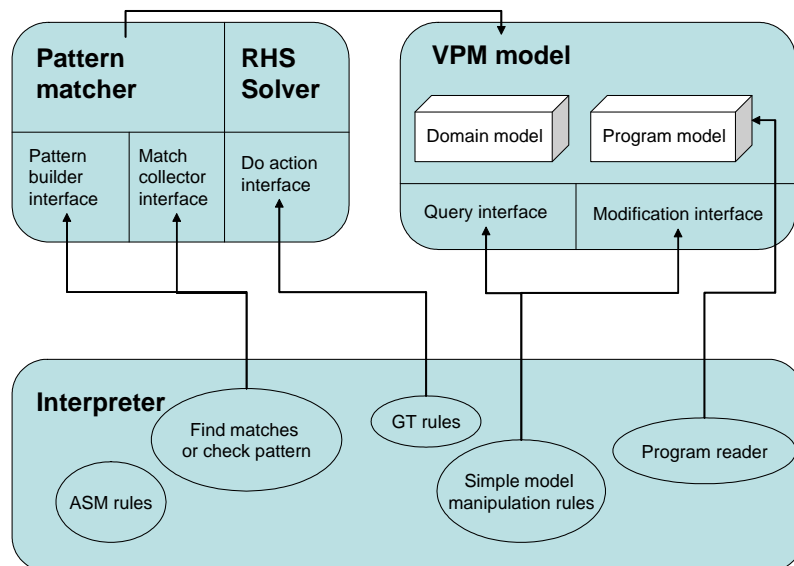 Pattern
matcher
RHS
Solver
VPM model
Domain model
Program model
Pattern
builder
interface
Match
collector
interface
Do action
interface
Query interface
Modification interface
Interpreter
Find matches
or check pattern
GT rules
Program reader
ASM rules
Simple model
manipulation rules